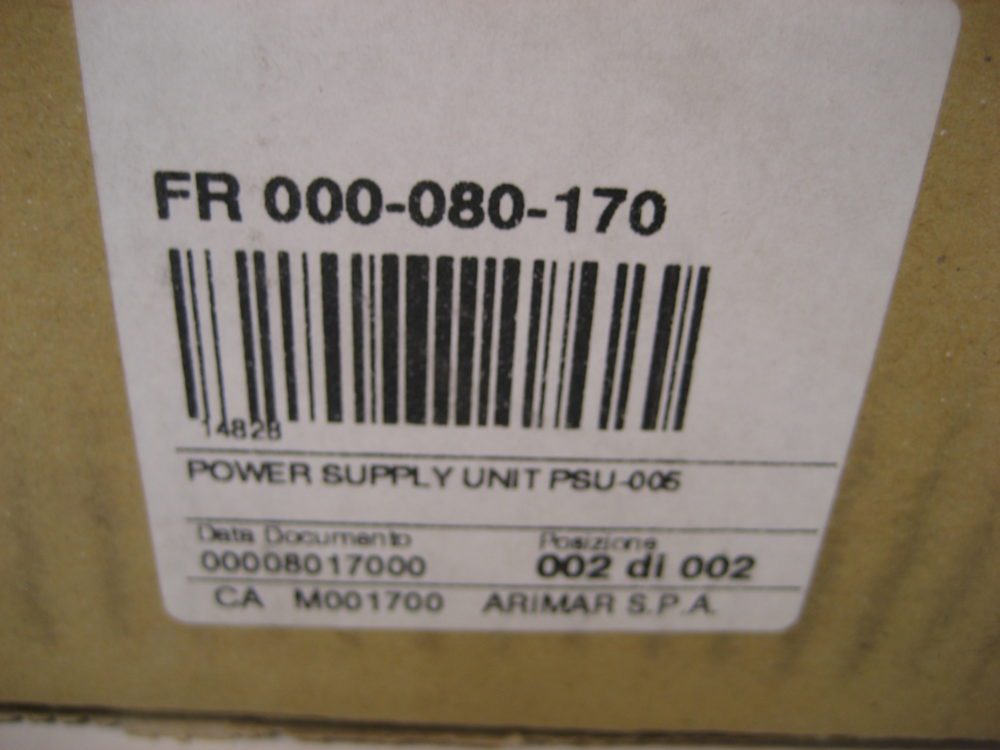 FR 000-080-170
14828
POWER SUPPLY UNIT PSU-005
Data Documento
Posizione
00008017000
002 di 002
CA M001700 ARIMAR S.P.A.